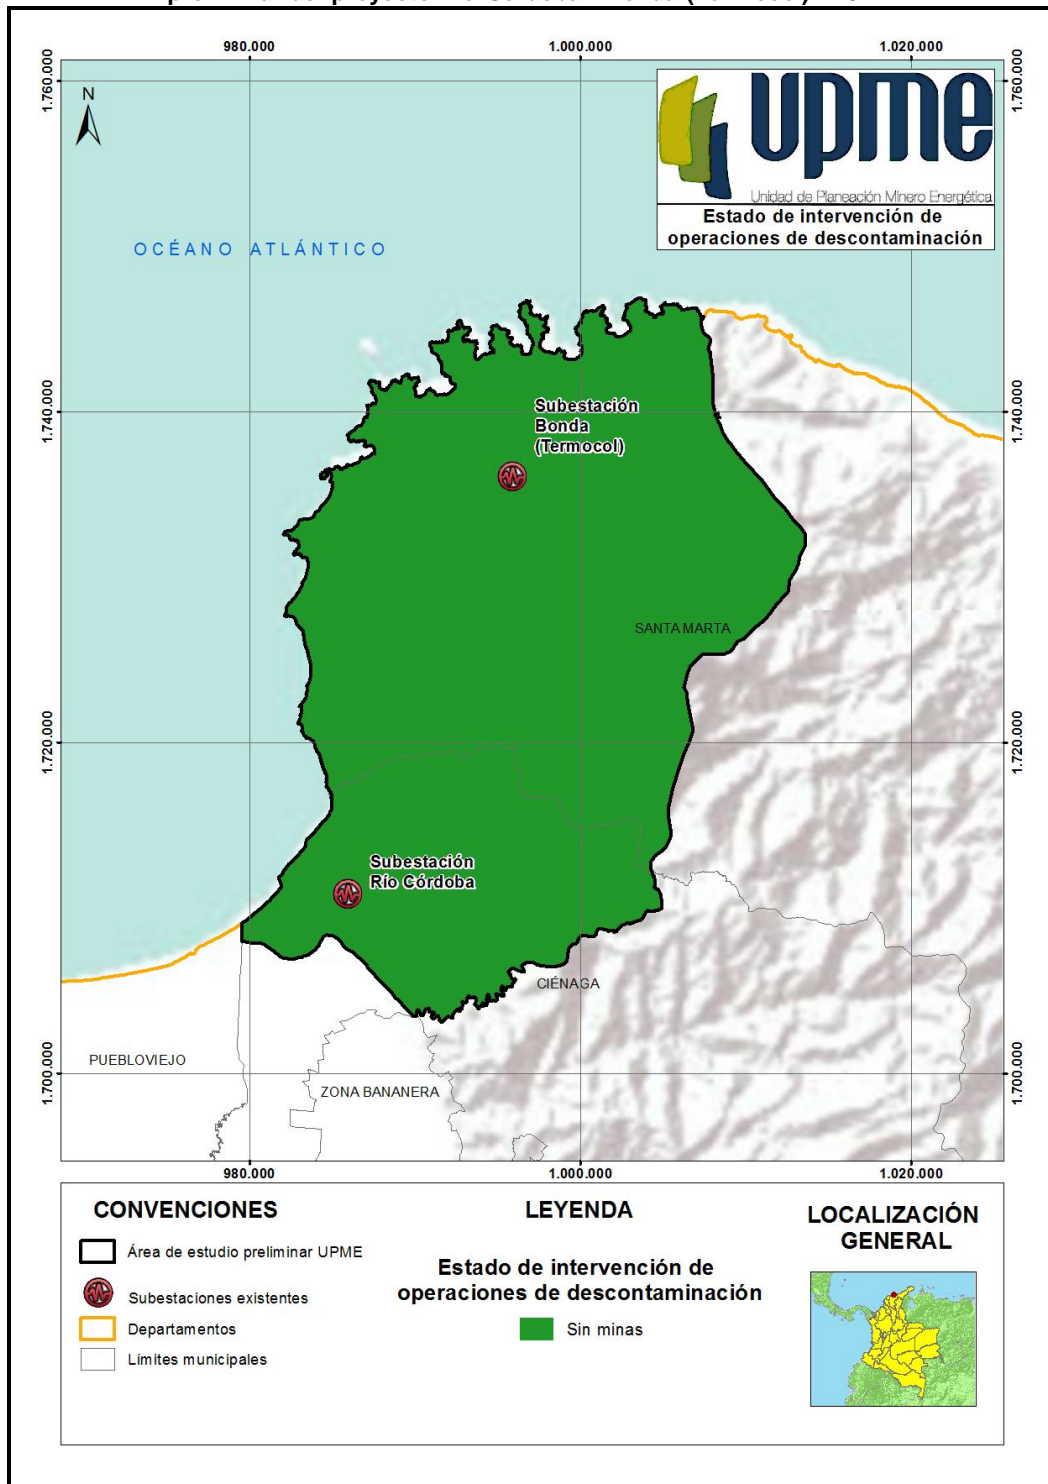 980.000
1.000.000
1.020.000
1.760.000
1.760.000
N
upme
Unidad de Planeación Minero Energética
Estado de intervención de
operaciones de descontaminación
OCÉANO ATLÁNTICO
1.740.000
1.740.000
Subestación
Bonda
(Termocol)
SANTA MARTA
1.720.000
1.720.000
Subestación
Río Córdoba
CIÉNAGA
PUEBLOVIEJO
ZONA BANANERA
1.700.000
1.700.000
980.000
1.000.000
1.020.000
CONVENCIONES
Área de estudio preliminar UPME
Subestaciones existentes
Departamentos
Límites municipales
LEYENDA
Estado de intervención de
operaciones de descontaminación
Sin minas
LOCALIZACIÓN
GENERAL